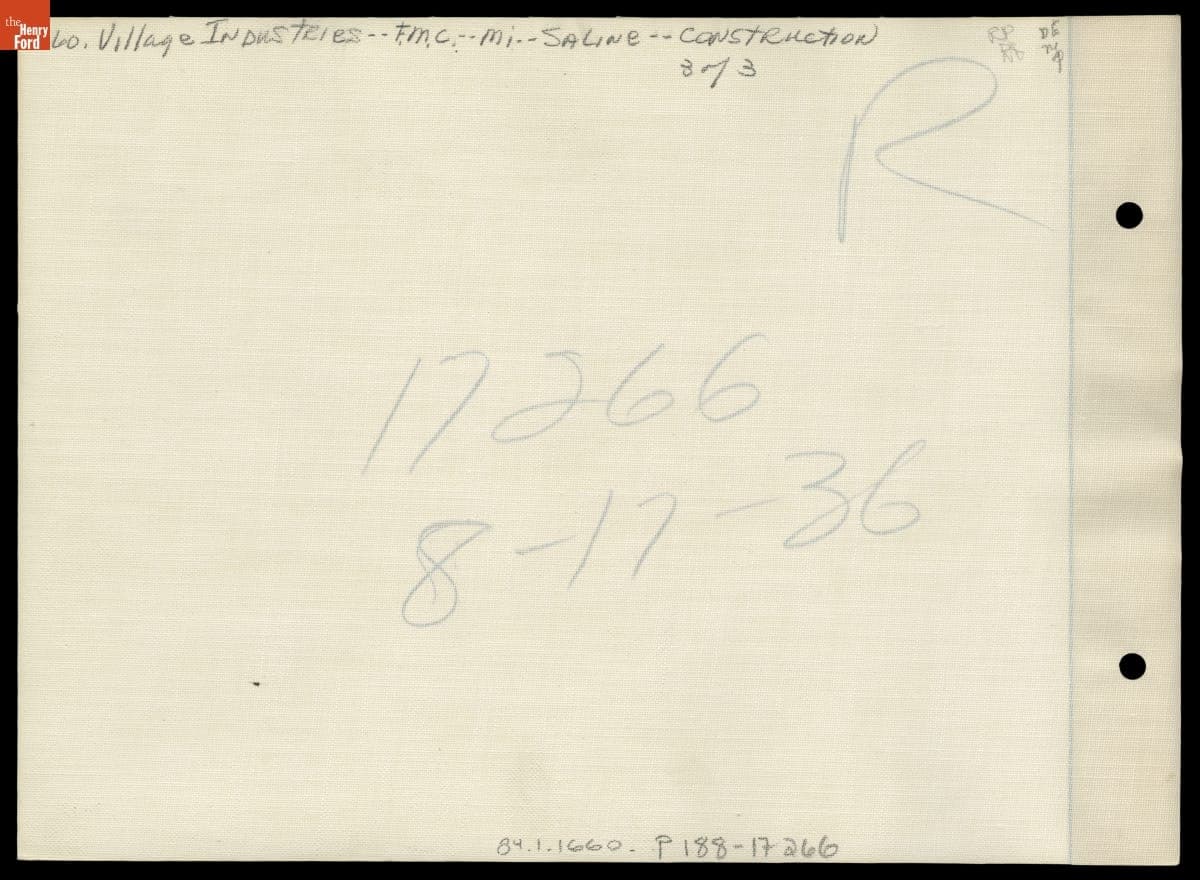 the Henry Ford
60. Village Industries--F.M.C.--Mi.--Saline--Construction
3 of 3
R
17266
8-17-36
84.1.1660. P188-17266